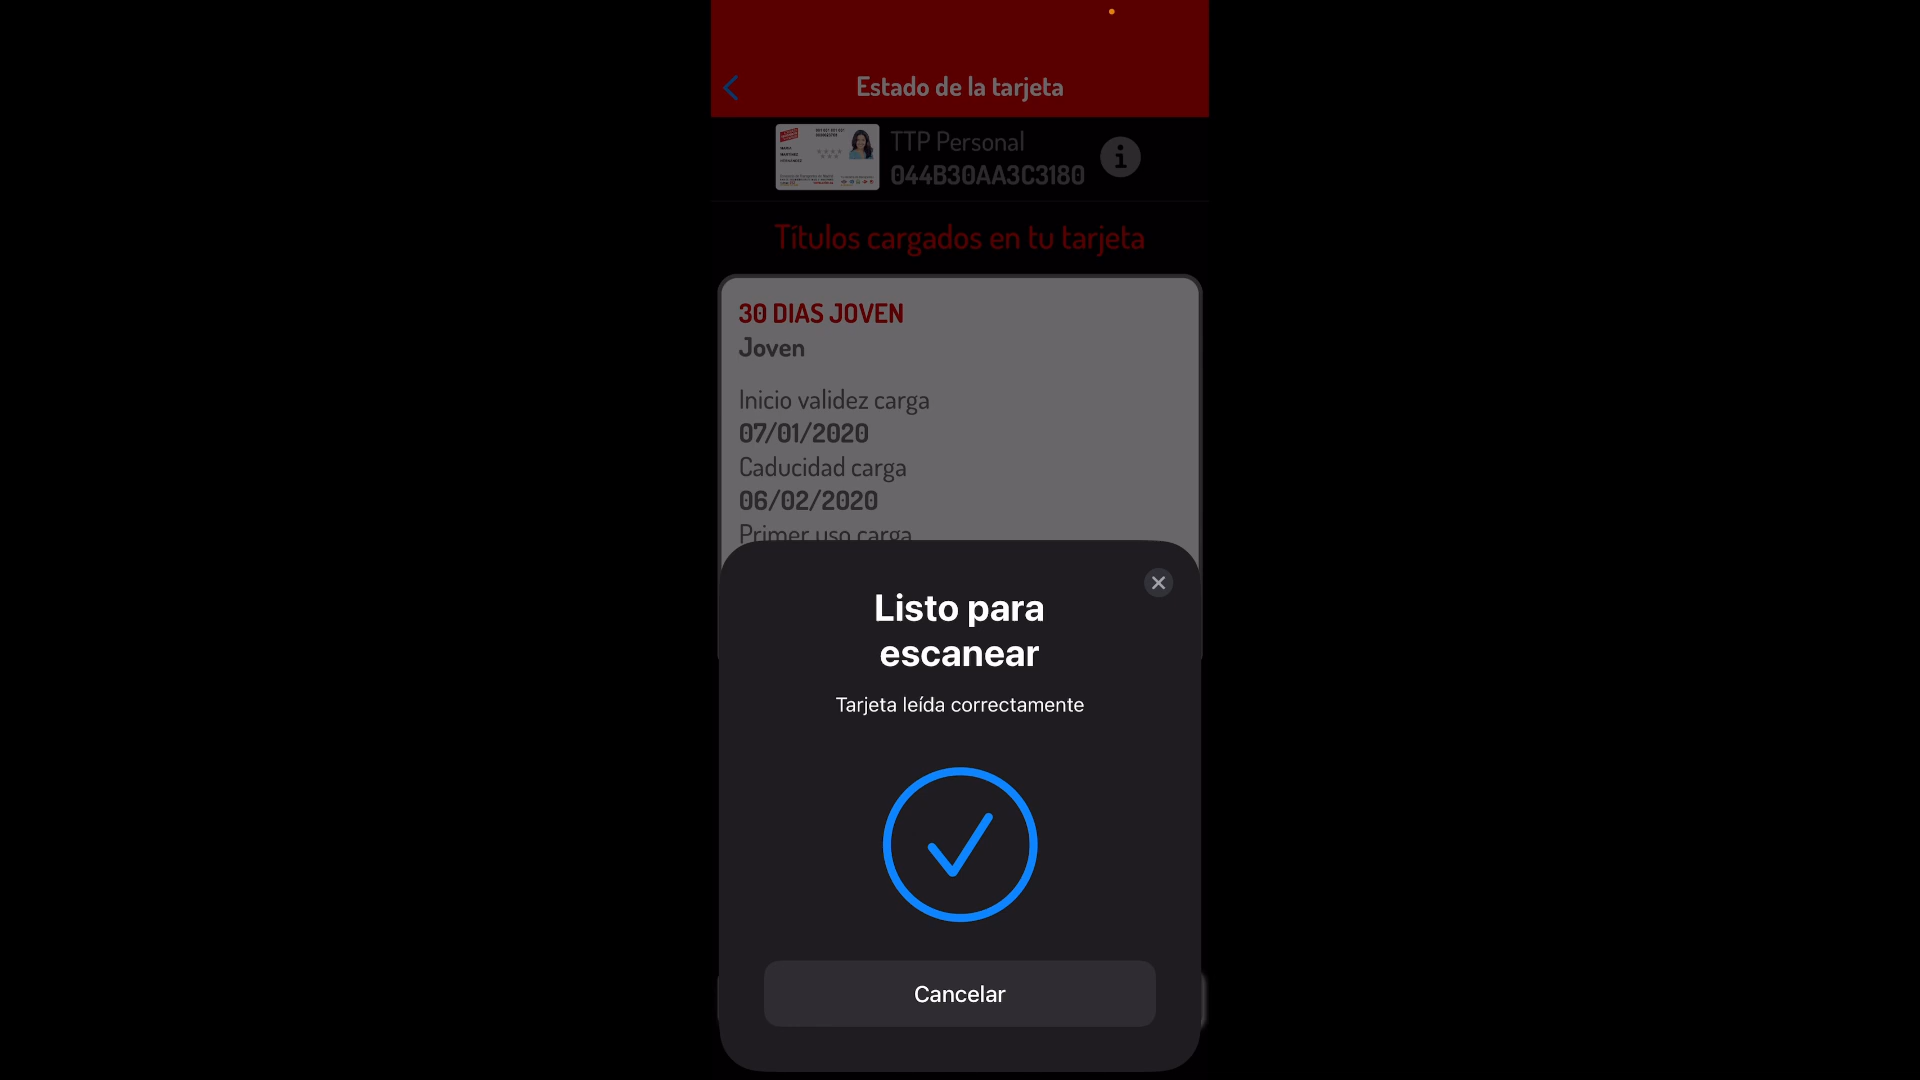 Estado de la tarjeta
TTP Personal
044B30AA3C3180
Títulos cargados en tu tarjeta
30 DIAS JOVEN
Joven
Inicio validez carga
07/01/2020
Caducidad carga
06/02/2020
Primer uso carga
Listo para
escanear
Tarjeta leída correctamente
Cancelar